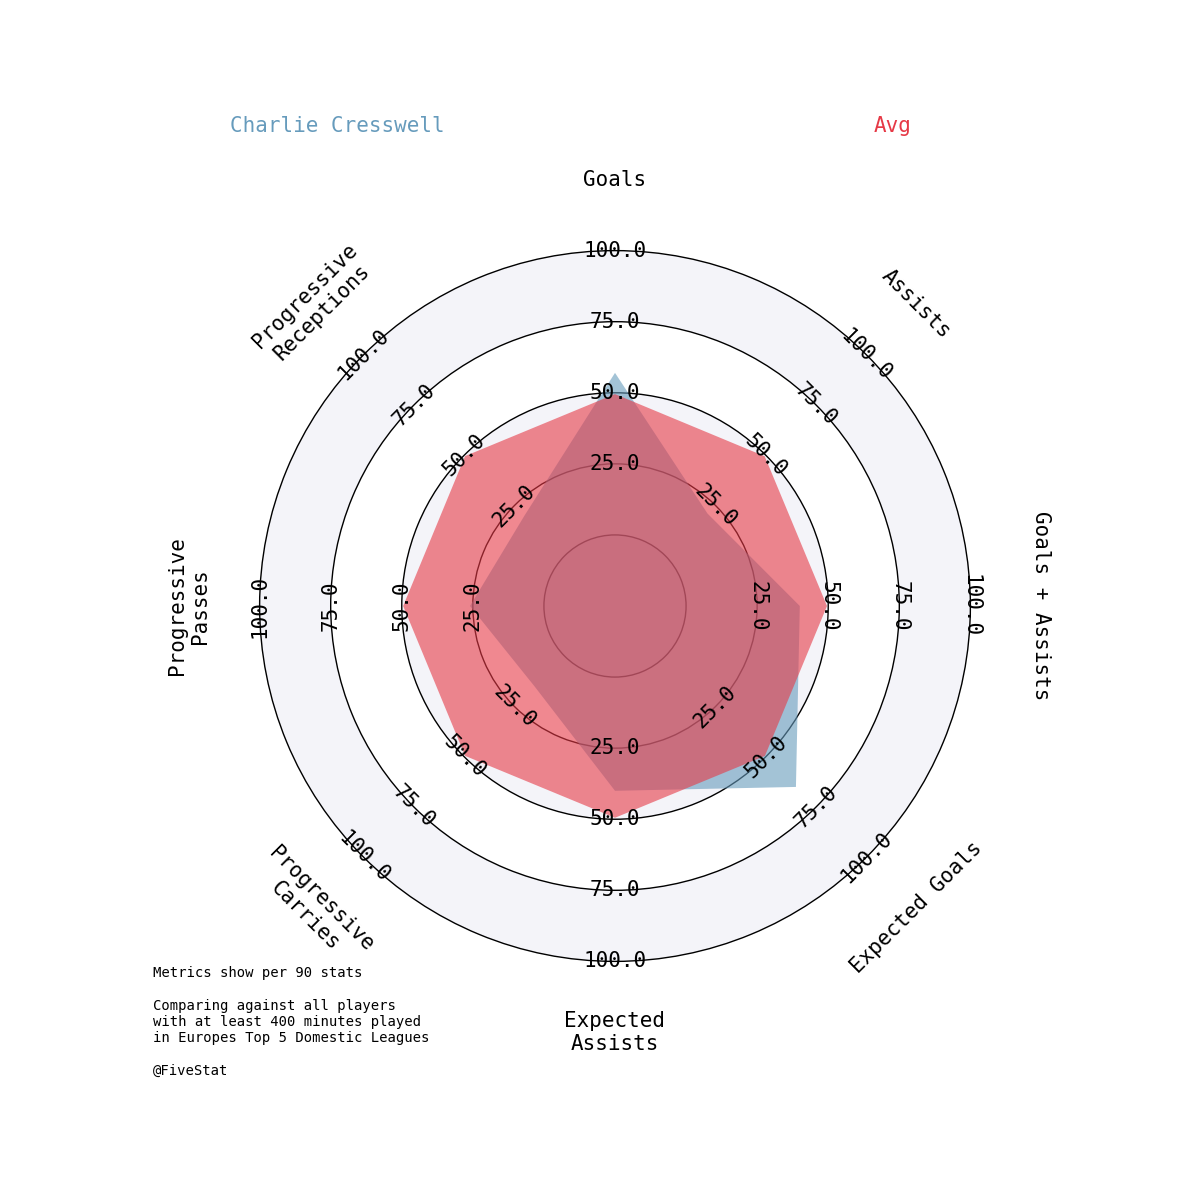 Charlie Cresswell
Avg
Goals
Assists
Goals + Assists
Expected Goals
Expected
Assists
Progressive
Carries
Progressive
Passes
Progressive
Receptions
25.0
50.0
75.0
100.0
25.0
50.0
75.0
100.0
25.0
50.0
75.0
100.0
25.0
50.0
75.0
100.0
25.0
50.0
75.0
100.0
25.0
50.0
75.0
100.0
25.0
50.0
75.0
100.0
25.0
50.0
75.0
100.0
Metrics show per 90 stats
Comparing against all players
with at least 400 minutes played
in Europes Top 5 Domestic Leagues
@FiveStat